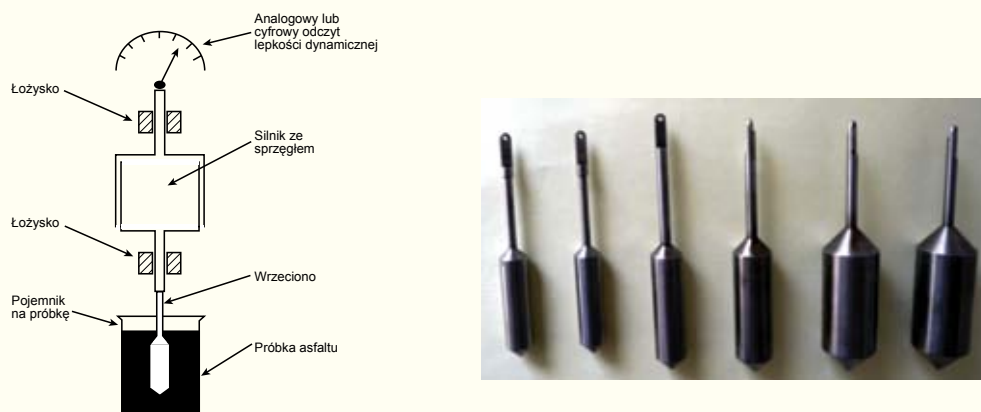 Analogowy lub
cyfrowy odczyt
lepkości dynamicznej
Łożysko
Silnik ze
sprzęgłem
Łożysko
Wrzeciono
Pojemnik
na próbkę
Próbka asfaltu